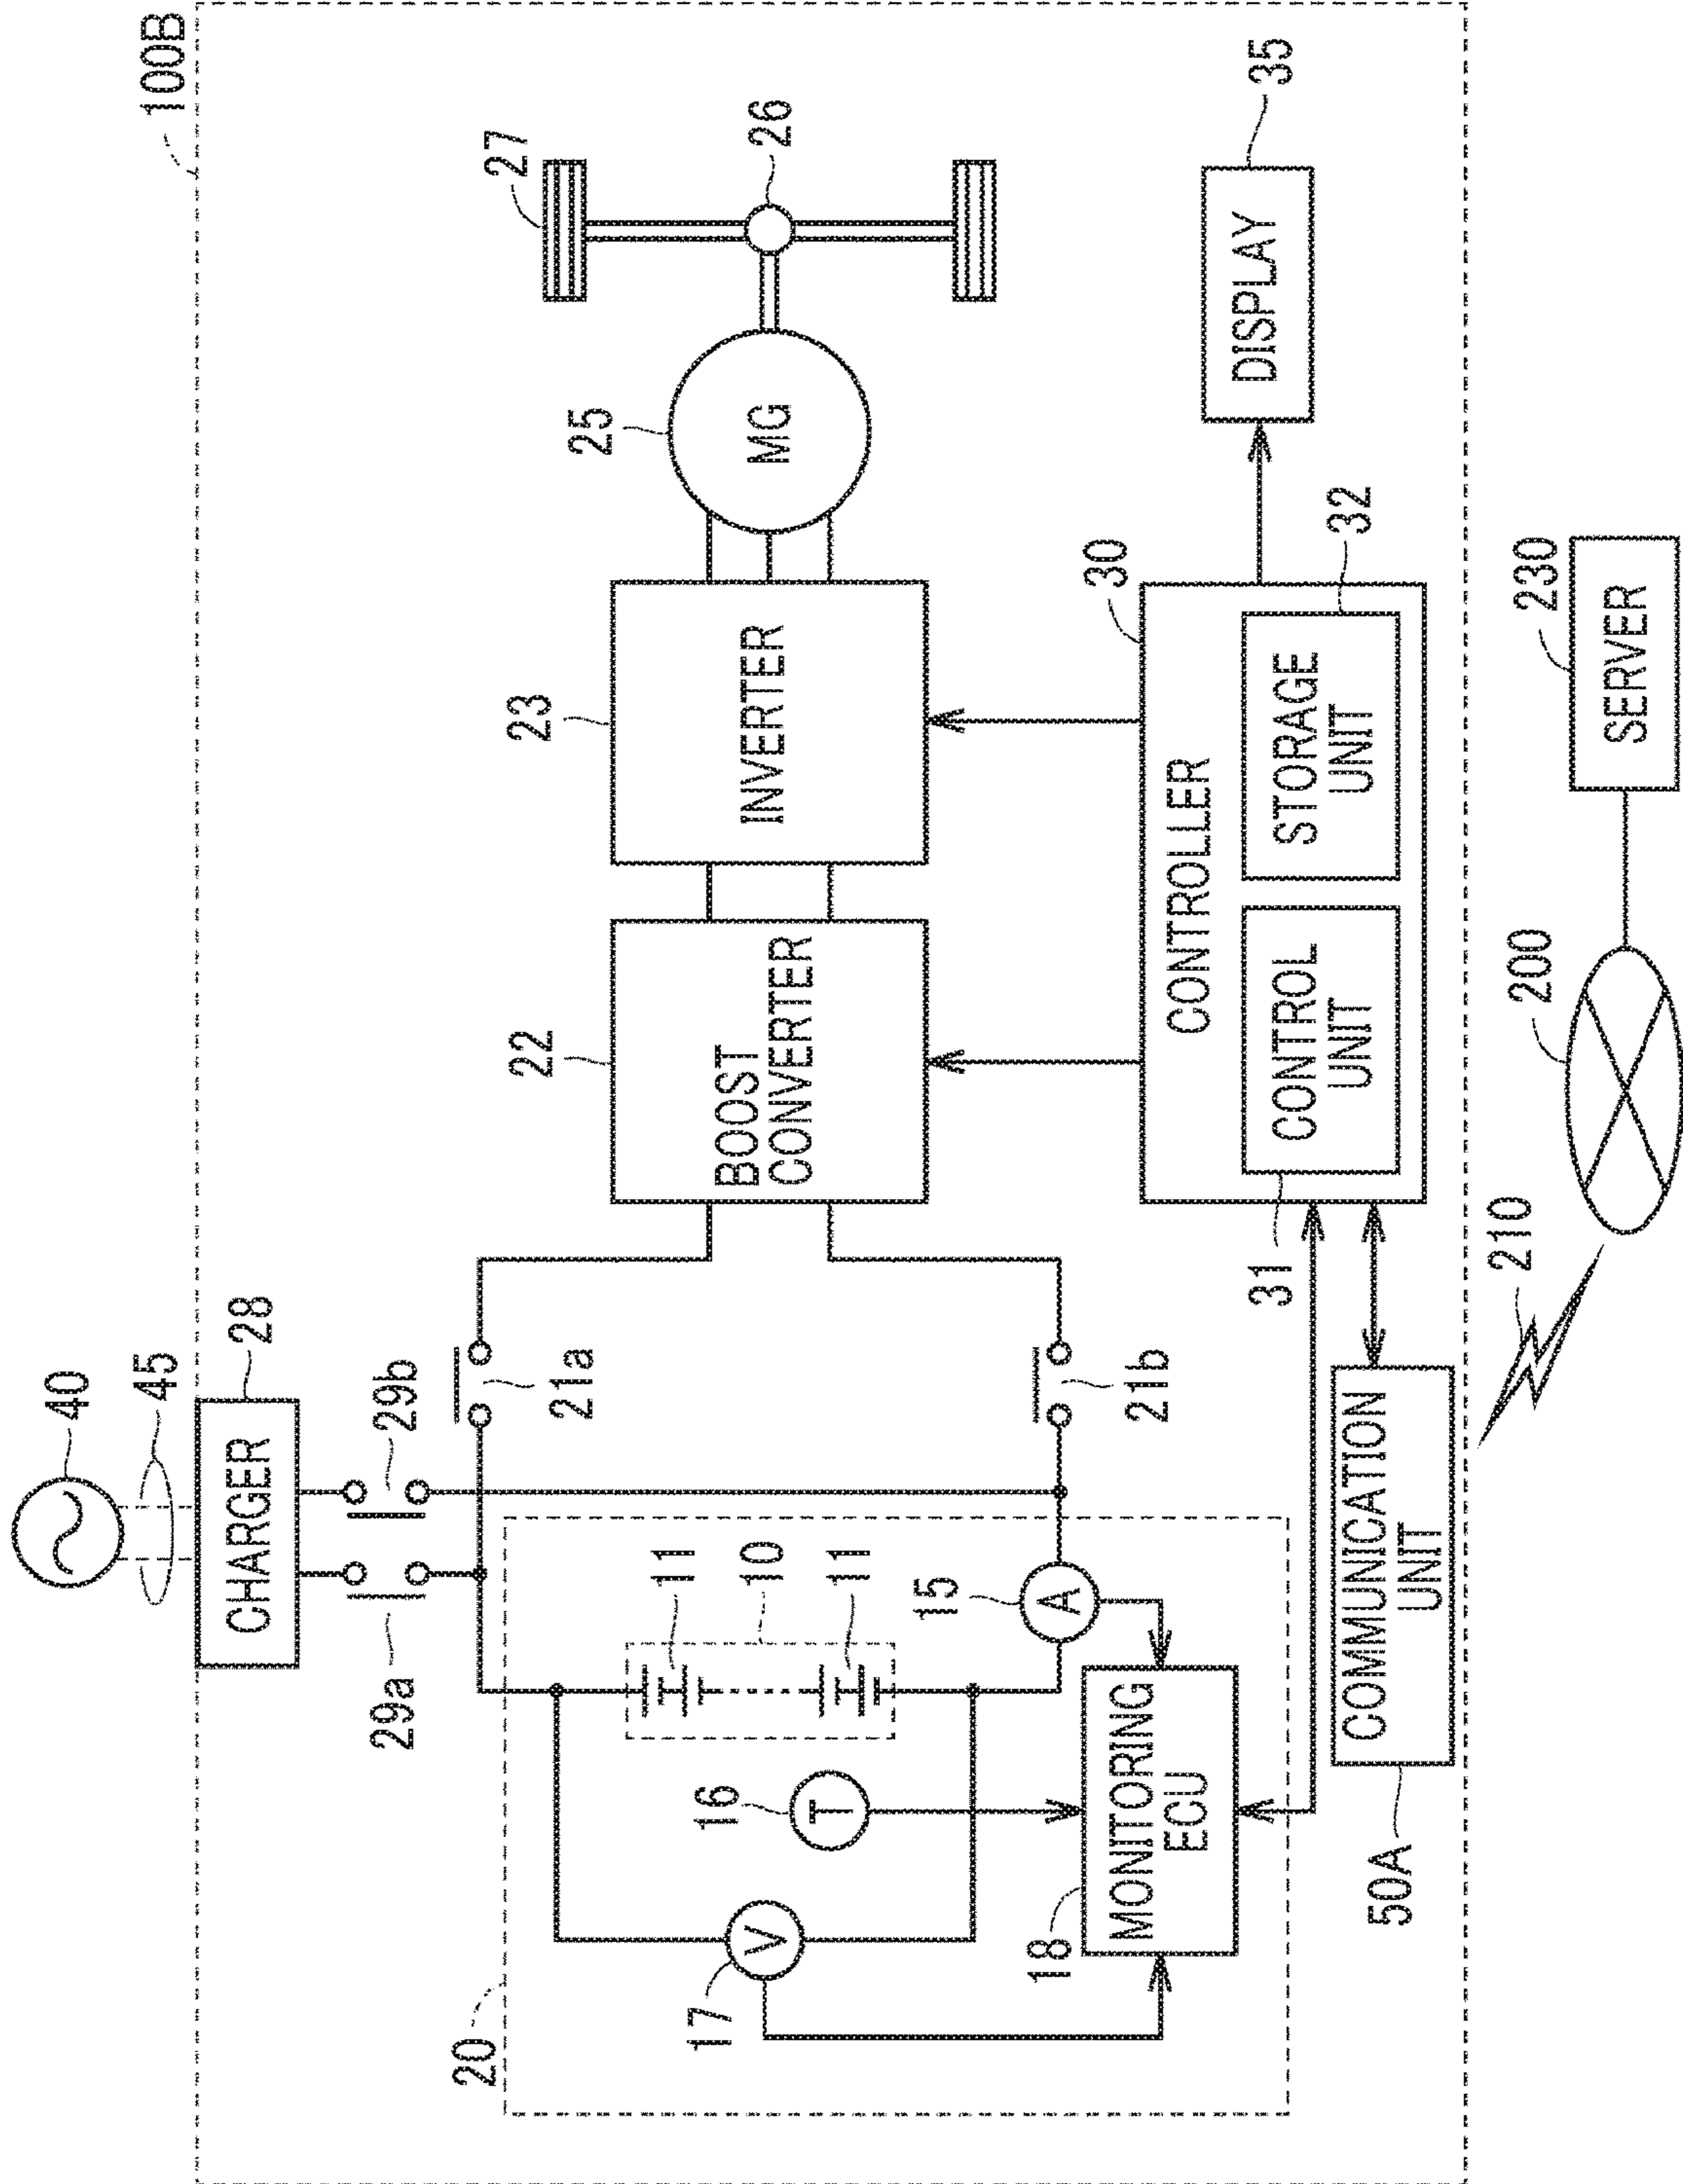 40
45
CHARGER
28
100B
29a
29b
27
20
21a
22
23
25
26
11
10
11
BOOST
CONVERTER
INVERTER
MG
17
V
16
T
15
A
21b
18
MONITORING
ECU
30
CONTROLLER
35
DISPLAY
31
CONTROL
UNIT
STORAGE
UNIT
32
50A
COMMUNICATION
UNIT
210
200
230
SERVER